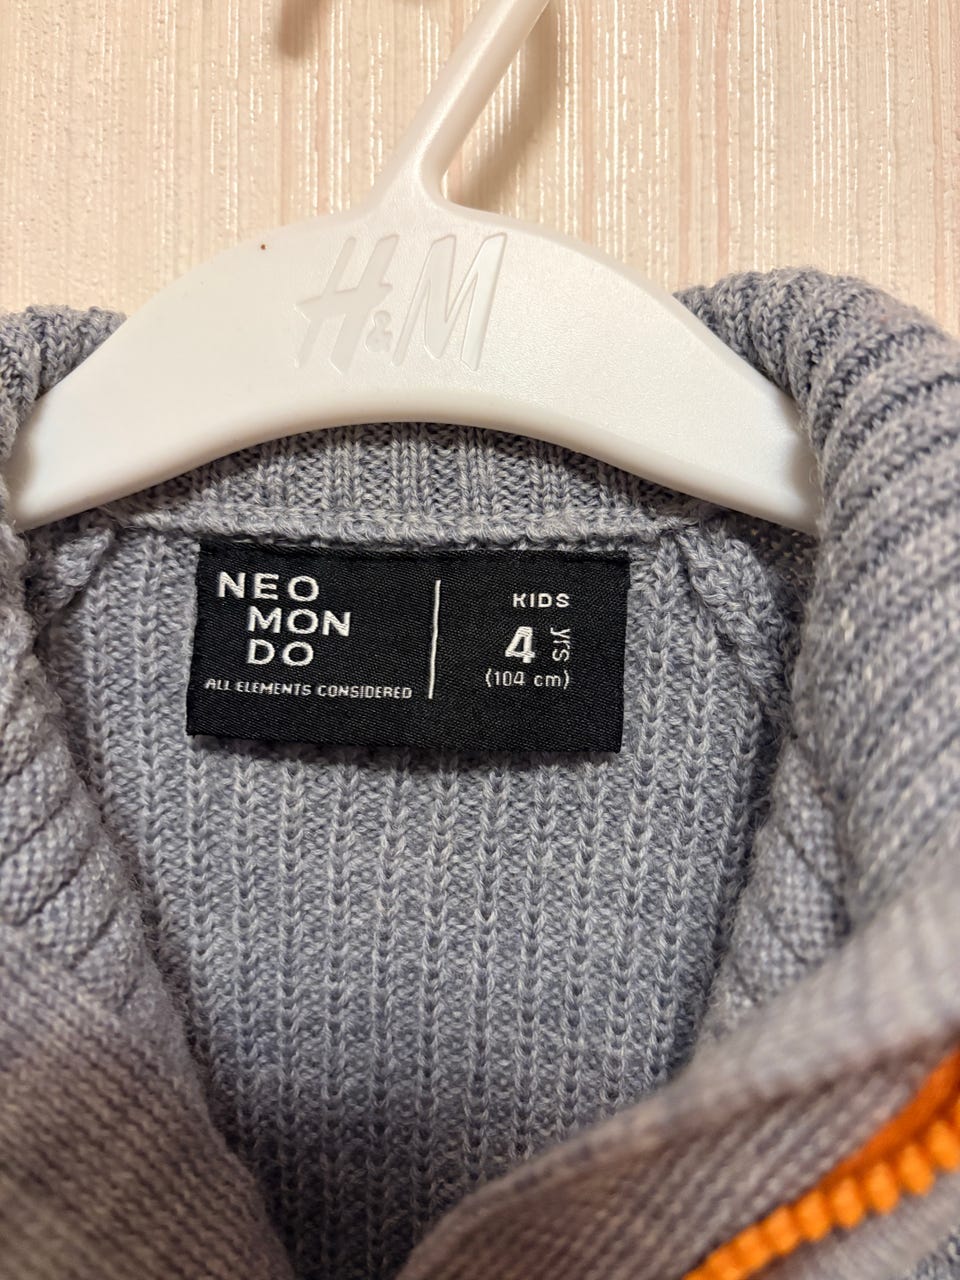 H&M
NEO
MON
DO
ALL ELEMENTS CONSIDERED
KIDS
4 yrs
(104 cm)